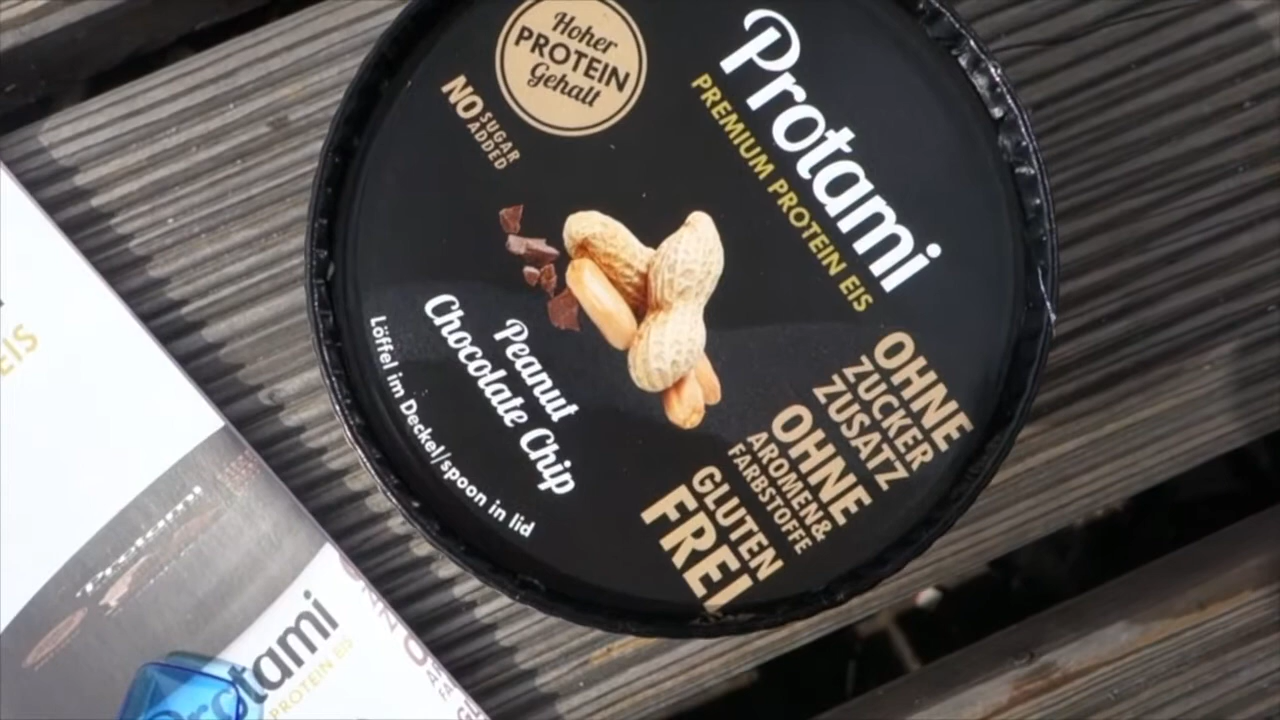 Hoher
PROTEIN
Gehalt
NO SUGAR
ADDED
Protami
PREMIUM PROTEIN EIS
Peanut
Chocolate Chip
Löffel im Deckel/spoon in lid
OHNE
ZUCKER
ZUSATZ
OHNE
AROMEN&
FARBSTOFFE
GLUTEN
FREI
EIS
Protami
PROTEIN EIS